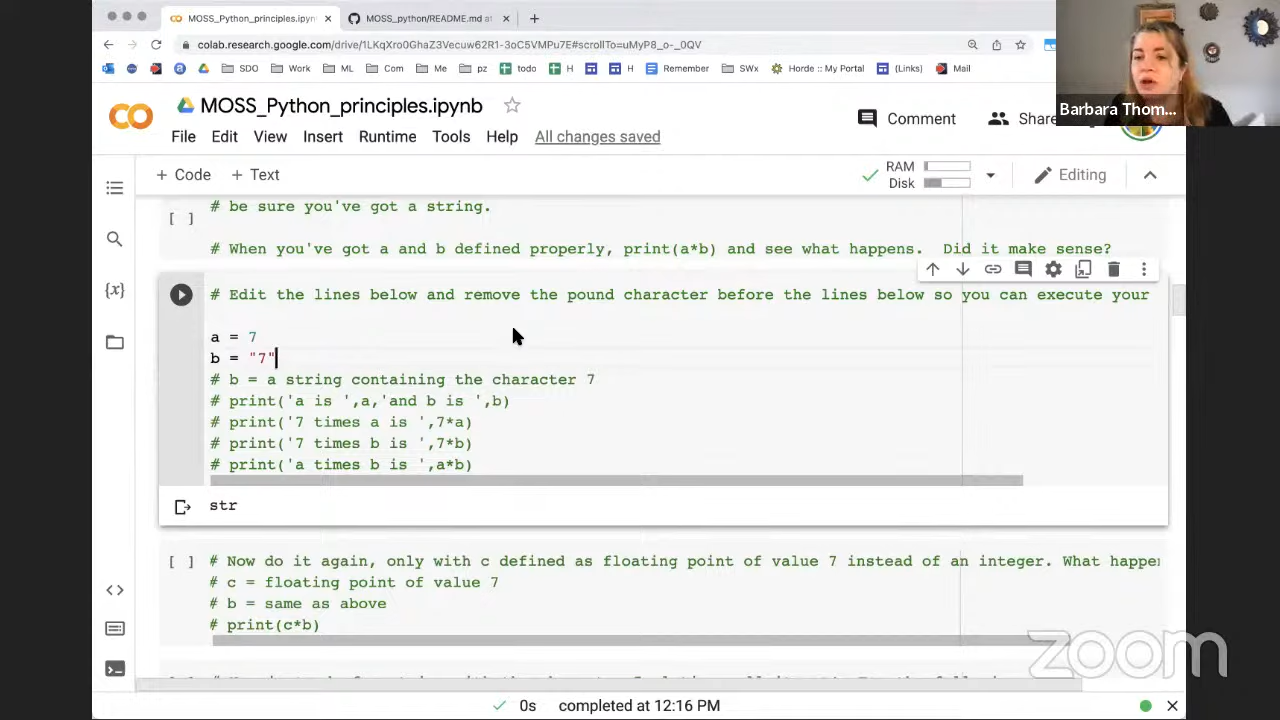 MOSS_Python_principles.ipyn
MOSS_python/README.md at
colab.research.google.com/drive/1LKqXro0GhaZ3Vecuw62R1-3oC5VMPu7E#scrollTo=uMyP8_o-_0QV
SDO Work ML Com Me pz todo H H Remember SWx Horde :: My Portal (Links) Mail
Barbara Thom...
MOSS_Python_principles.ipynb
File Edit View Insert Runtime Tools Help All changes saved
Comment Share
+ Code + Text
RAM
Disk
Editing
[ ]
# be sure you've got a string.
# When you've got a and b defined properly, print(a*b) and see what happens.  Did it make sense?
# Edit the lines below and remove the pound character before the lines below so you can execute your
a = 7
b = "7"
# b = a string containing the character 7
# print('a is ',a,'and b is ',b)
# print('7 times a is ',7*a)
# print('7 times b is ',7*b)
# print('a times b is ',a*b)
str
{x}
[ ] # Now do it again, only with c defined as floating point of value 7 instead of an integer. What happen
# c = floating point of value 7
# b = same as above
# print(c*b)
zoom
0s completed at 12:16 PM